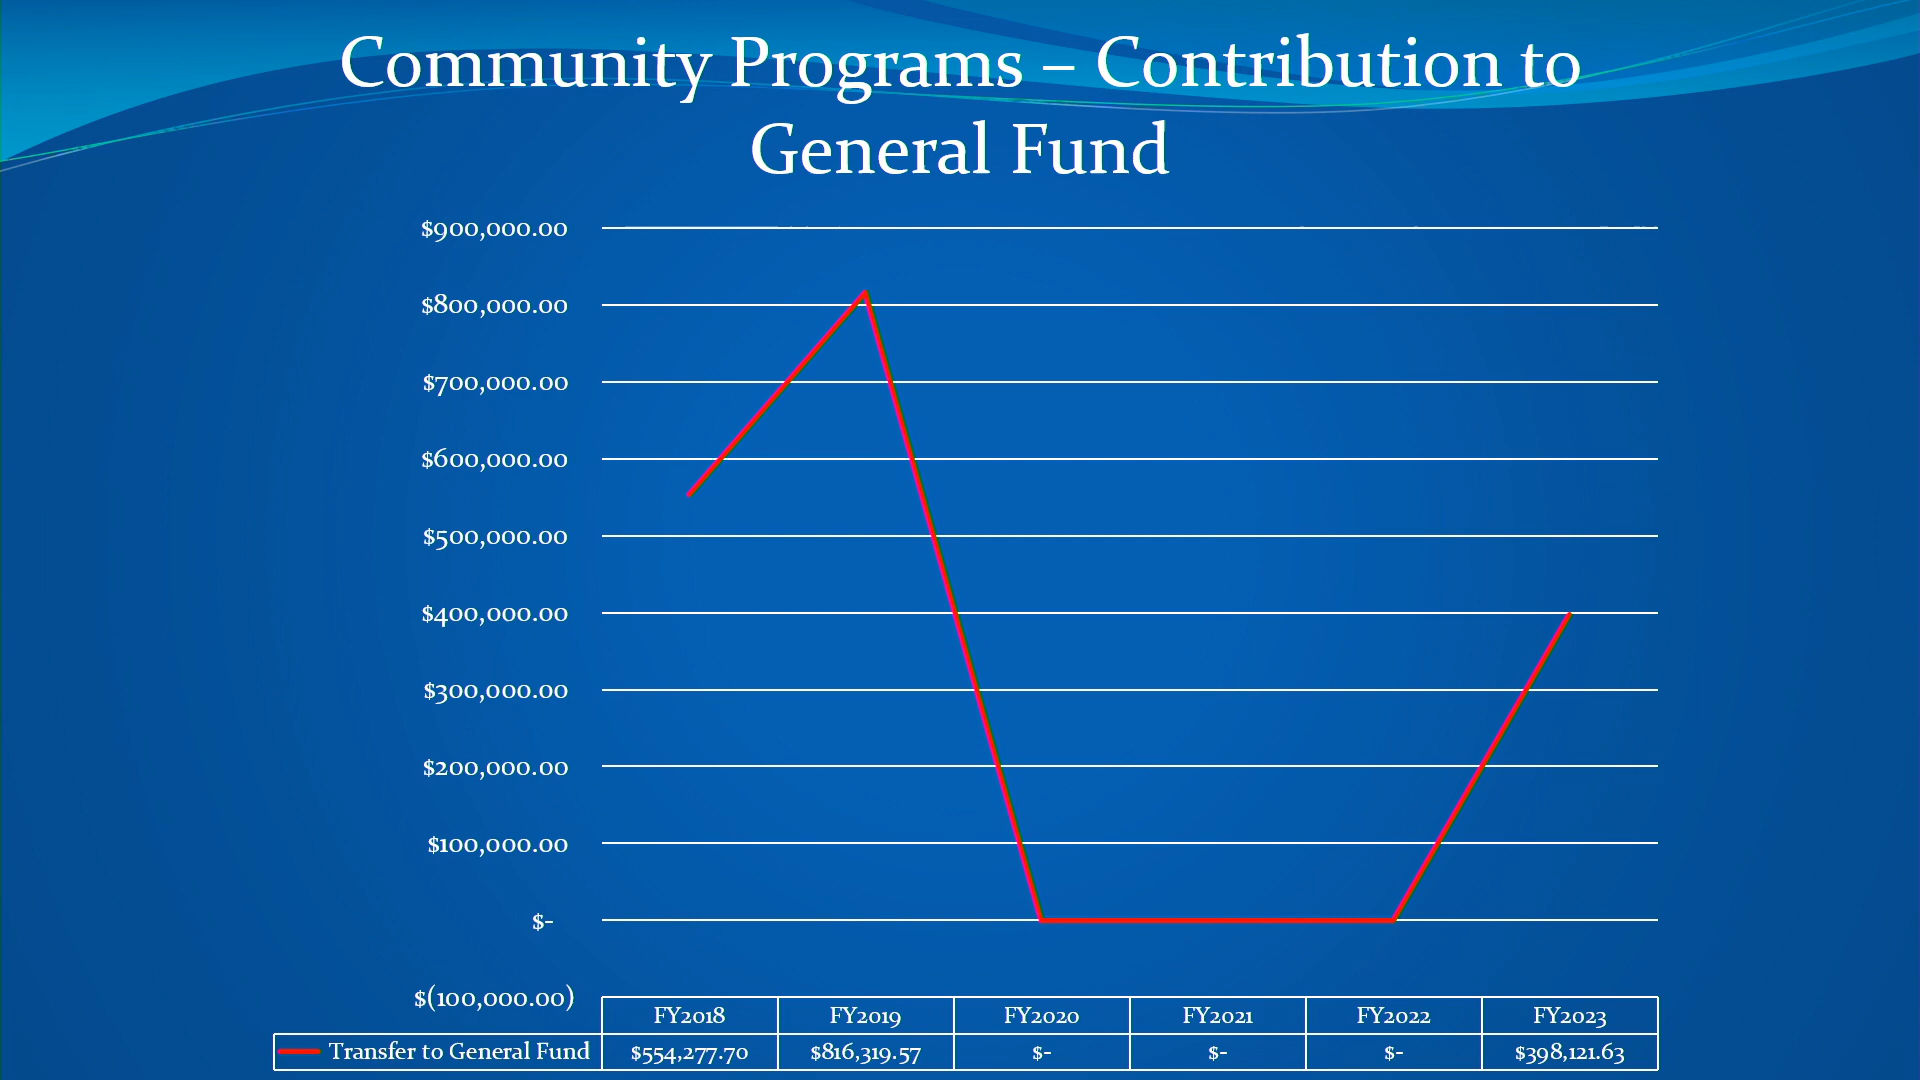 Community Programs – Contribution to
General Fund
$900,000.00
$800,000.00
$700,000.00
$600,000.00
$500,000.00
$400,000.00
$300,000.00
$200,000.00
$100,000.00
$-
$(100,000.00)
FY2018 FY2019 FY2020 FY2021 FY2022 FY2023
Transfer to General Fund $554,277.70 $816,319.57 $- $- $- $398,121.63